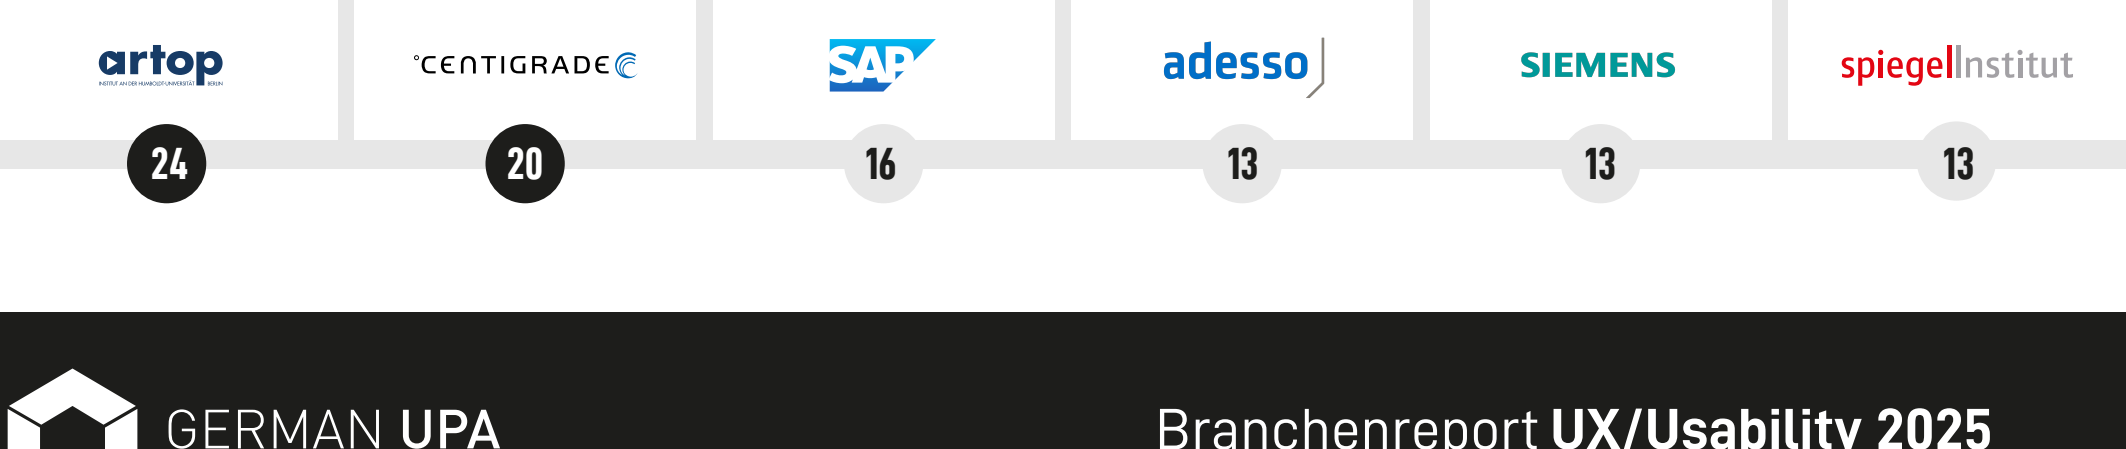 artop
INSTITUT AN DER HUMBOLDT-UNIVERSITÄT BERLIN
°CENTIGRADE
SAP
adesso
SIEMENS
spiegelInstitut
24
20
16
13
13
13
GERMAN UPA
Branchenreport UX/Usability 2025